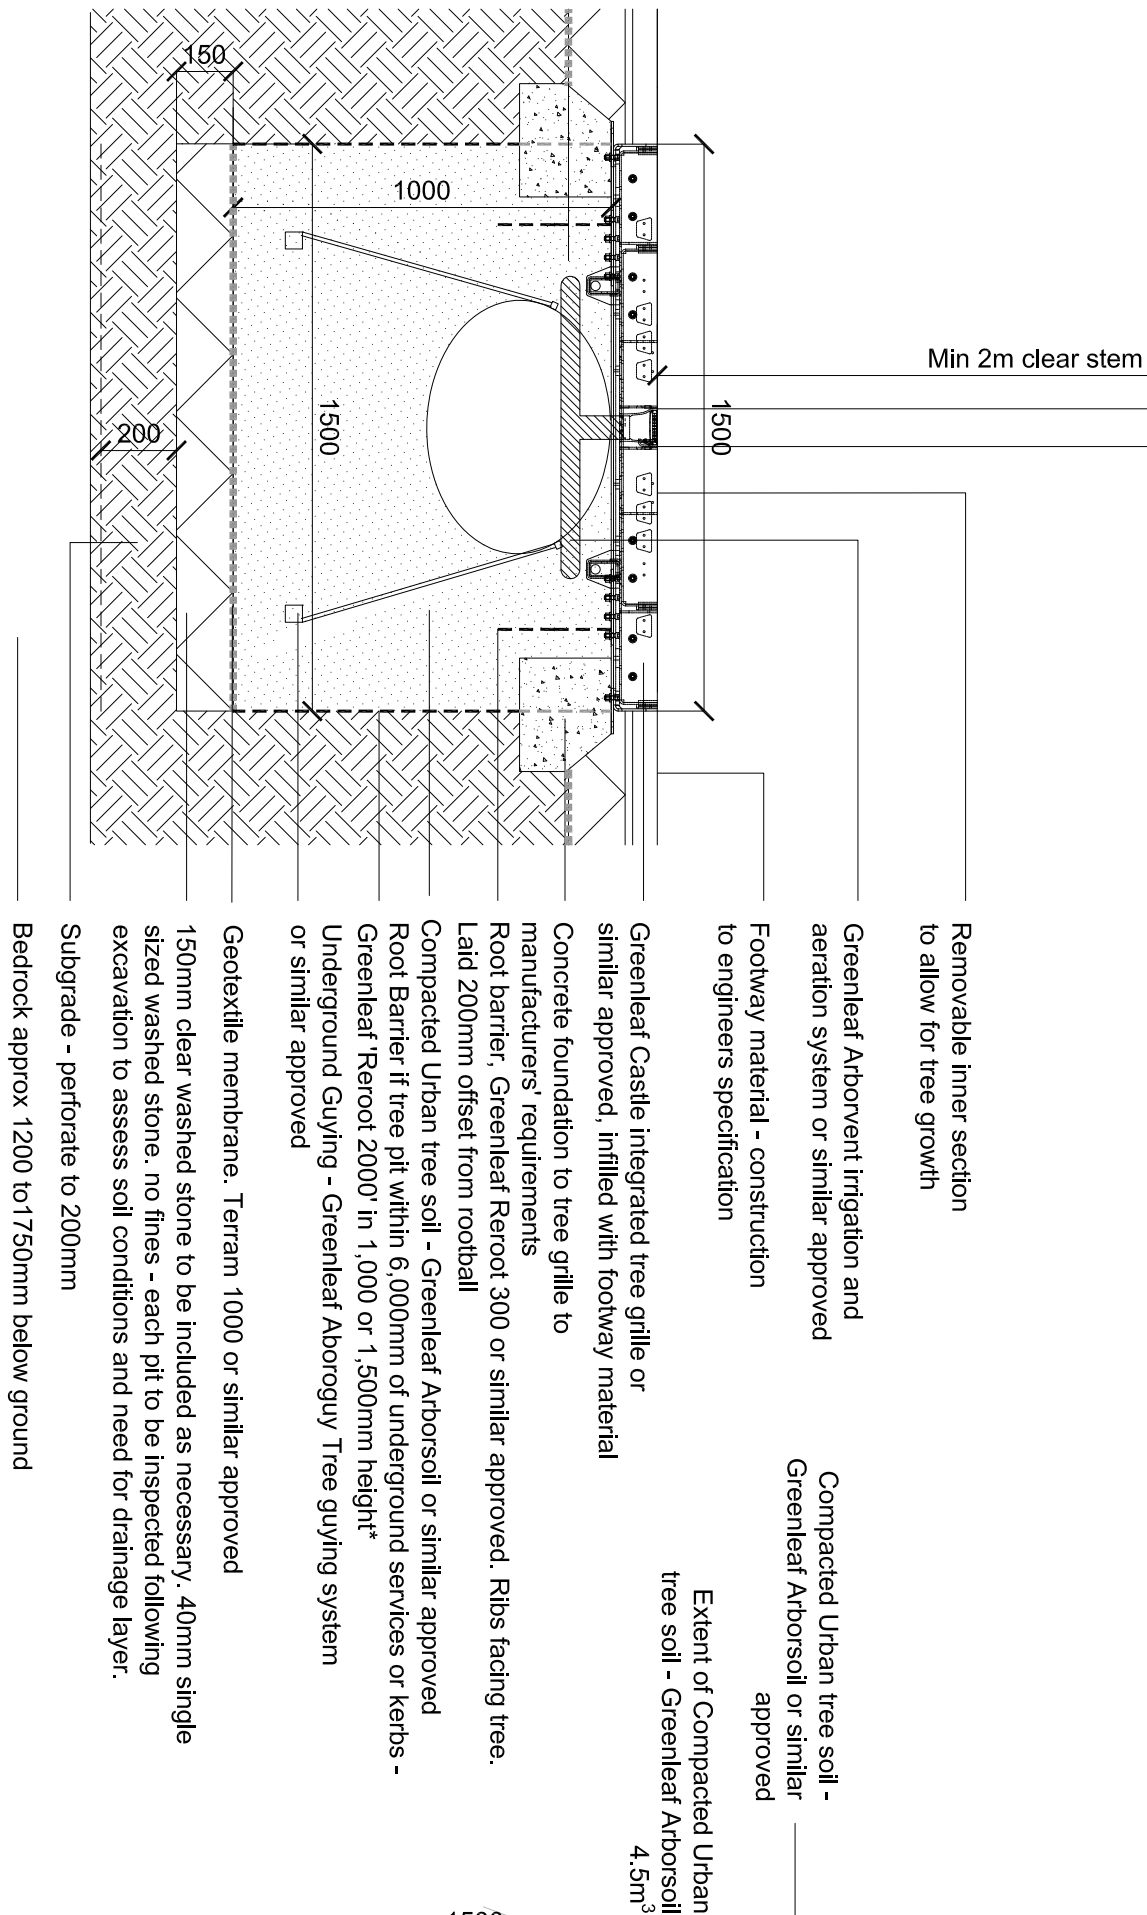 Min 2m clear stem
1500
1500
1000
150
200
Removable inner section
to allow for tree growth
Greenleaf Arborvent irrigation and
aeration system or similar approved
Footway material - construction
to engineers specification
Greenleaf Castle integrated tree grille or
similar approved, infilled with footway material
Concrete foundation to tree grille to
manufacturers' requirements
Root barrier, Greenleaf Reroot 300 or similar approved. Ribs facing tree.
Laid 200mm offset from rootball
Compacted Urban tree soil - Greenleaf Arborsoil or similar approved
Root Barrier if tree pit within 6,000mm of underground services or kerbs -
Greenleaf 'Reroot 2000' in 1,000 or 1,500mm height*
Underground Guying - Greenleaf Aboroguy Tree guying system
or similar approved
Geotextile membrane. Terram 1000 or similar approved
150mm clear washed stone to be included as necessary. 40mm single
sized washed stone. no fines - each pit to be inspected following
excavation to assess soil conditions and need for drainage layer.
Subgrade - perforate to 200mm
Bedrock approx 1200 to1750mm below ground
Compacted Urban tree soil -
Greenleaf Arborsoil or similar
approved
Extent of Compacted Urban
tree soil - Greenleaf Arborsoil
4.5m³